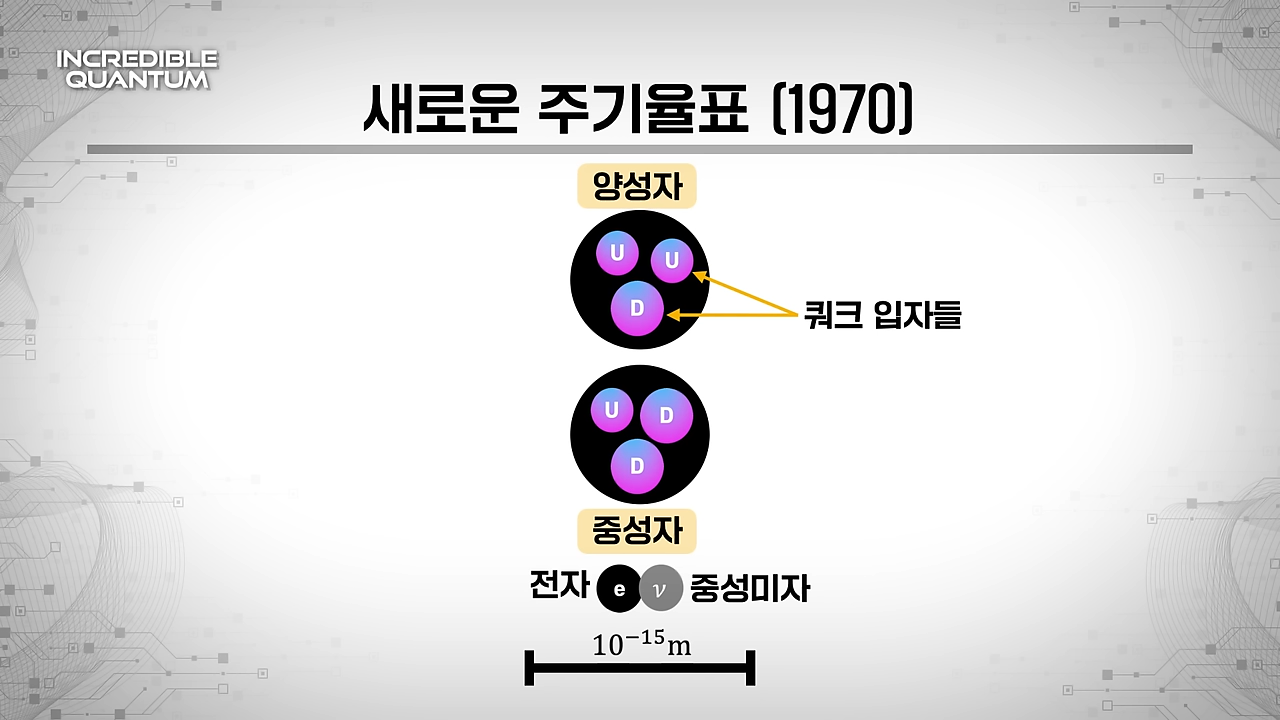 INCREDIBLE
QUANTUM
새로운 주기율표 (1970)
양성자
U
U
D
쿼크 입자들
U
D
D
중성자
전자 e ν 중성미자
10⁻¹⁵m